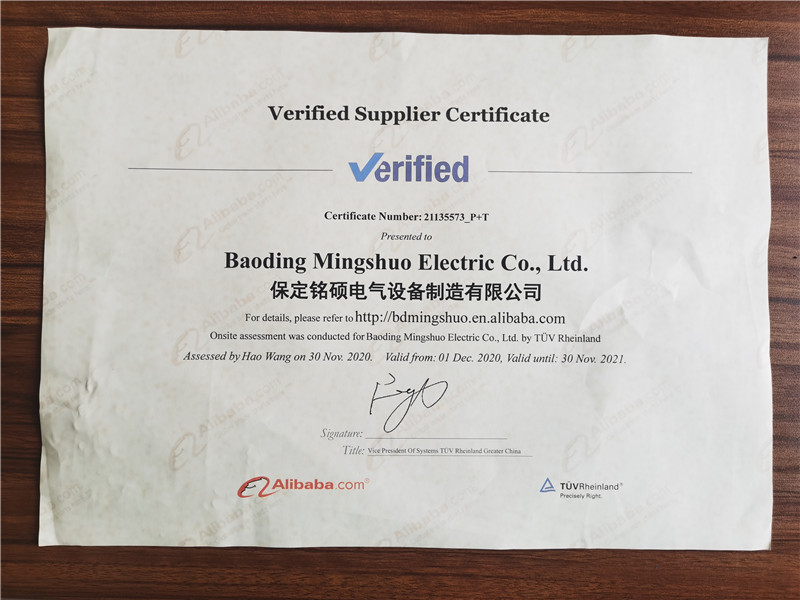 Verified Supplier Certificate
Verified
Certificate Number: 21135573_P+T
Presented to
Baoding Mingshuo Electric Co., Ltd.
保定铭硕电气设备制造有限公司
For details, please refer to http://bdmingshuo.en.alibaba.com
Onsite assessment was conducted for Baoding Mingshuo Electric Co., Ltd. by TÜV Rheinland
Assessed by Hao Wang on 30 Nov. 2020. Valid from: 01 Dec. 2020, Valid until: 30 Nov. 2021.
Signature:
Title: Vice President Of Systems TÜV Rheinland Greater China
Alibaba.com®
TÜVRheinland®
Precisely Right.